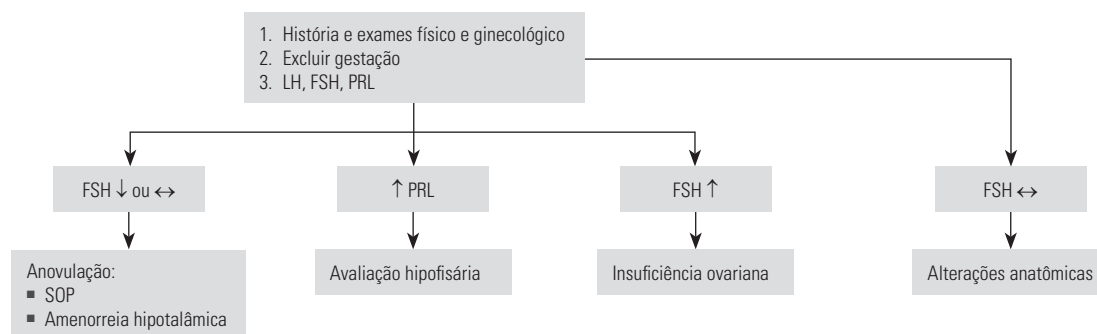 1. História e exames físico e ginecológico
2. Excluir gestação
3. LH, FSH, PRL
FSH ↓ ou ↔
↑ PRL
FSH ↑
FSH ↔
Anovulação:
■ SOP
■ Amenorreia hipotalâmica
Avaliação hipofisária
Insuficiência ovariana
Alterações anatômicas